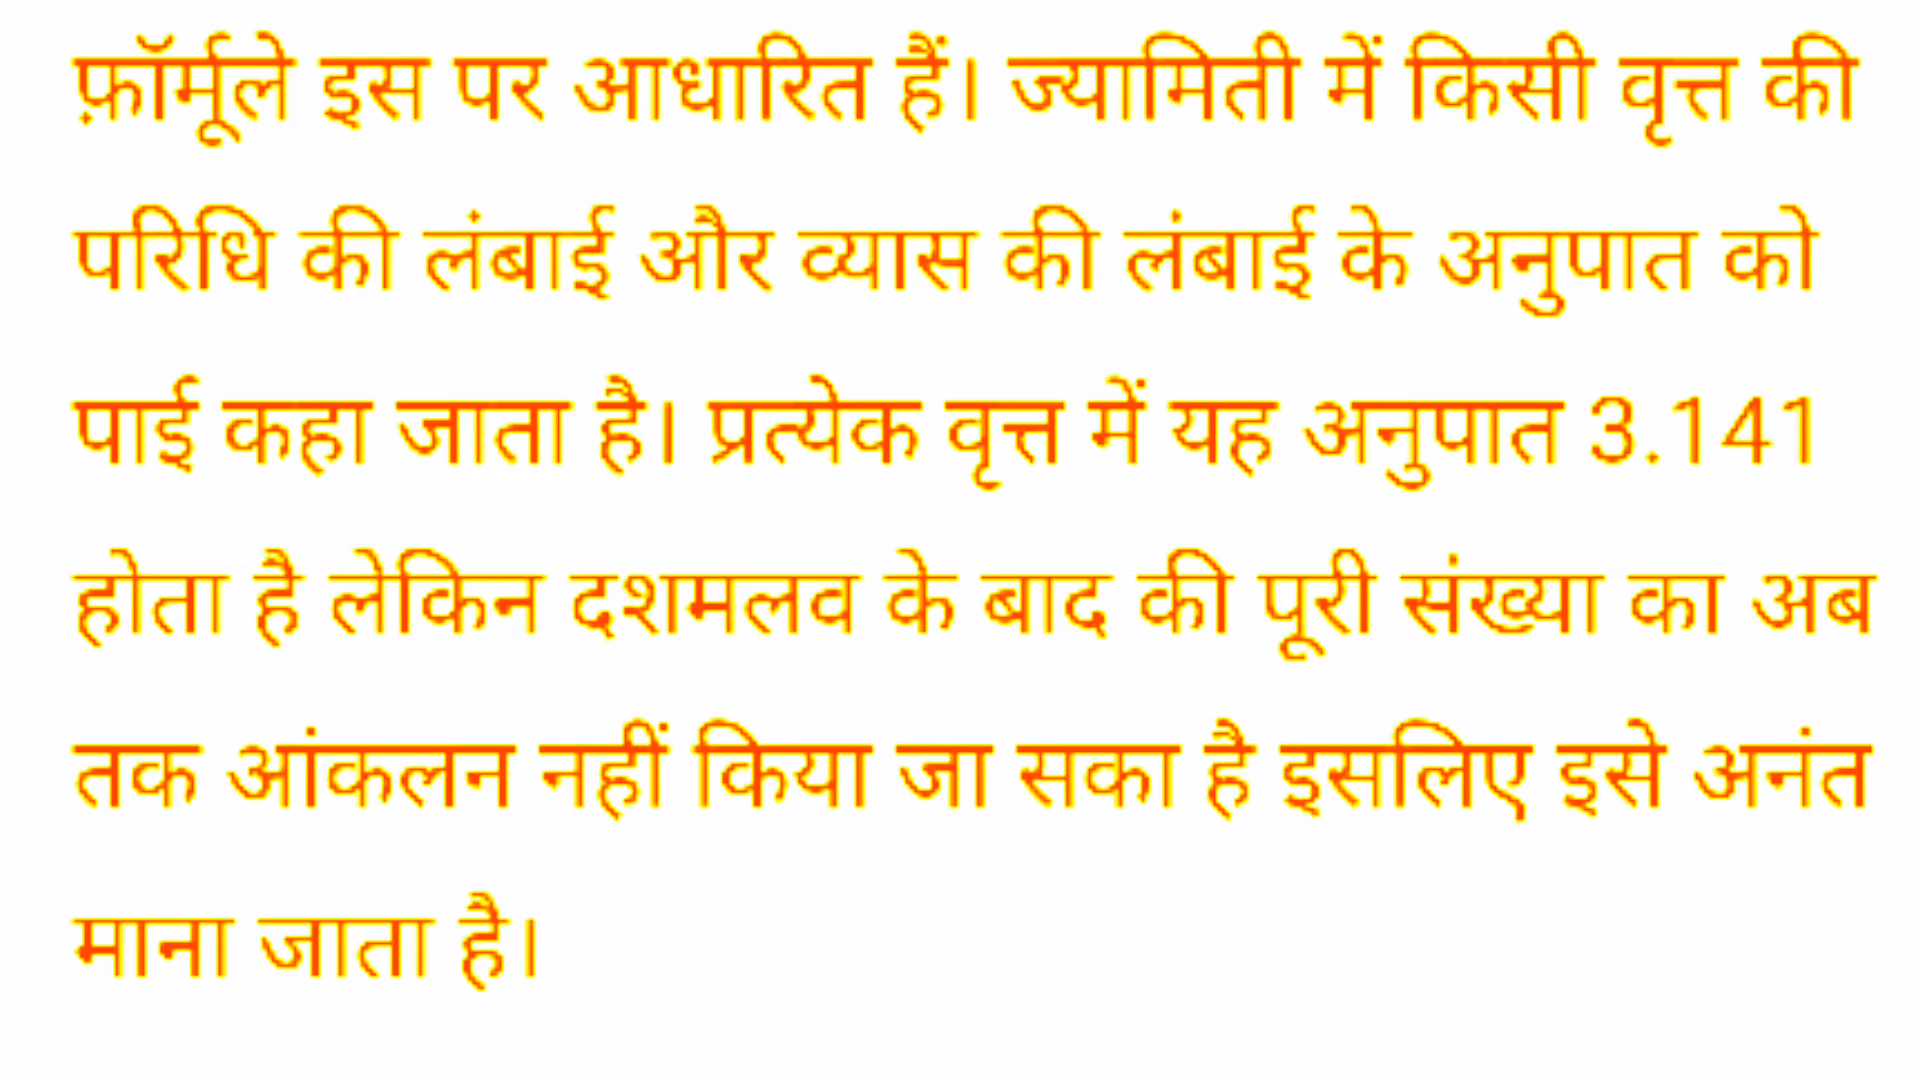 फ़ॉर्मूले इस पर आधारित हैं। ज्यामिती में किसी वृत्त की
परिधि की लंबाई और व्यास की लंबाई के अनुपात को
पाई कहा जाता है। प्रत्येक वृत्त में यह अनुपात 3.141
होता है लेकिन दशमलव के बाद की पूरी संख्या का अब
तक आंकलन नहीं किया जा सका है इसलिए इसे अनंत
माना जाता है।